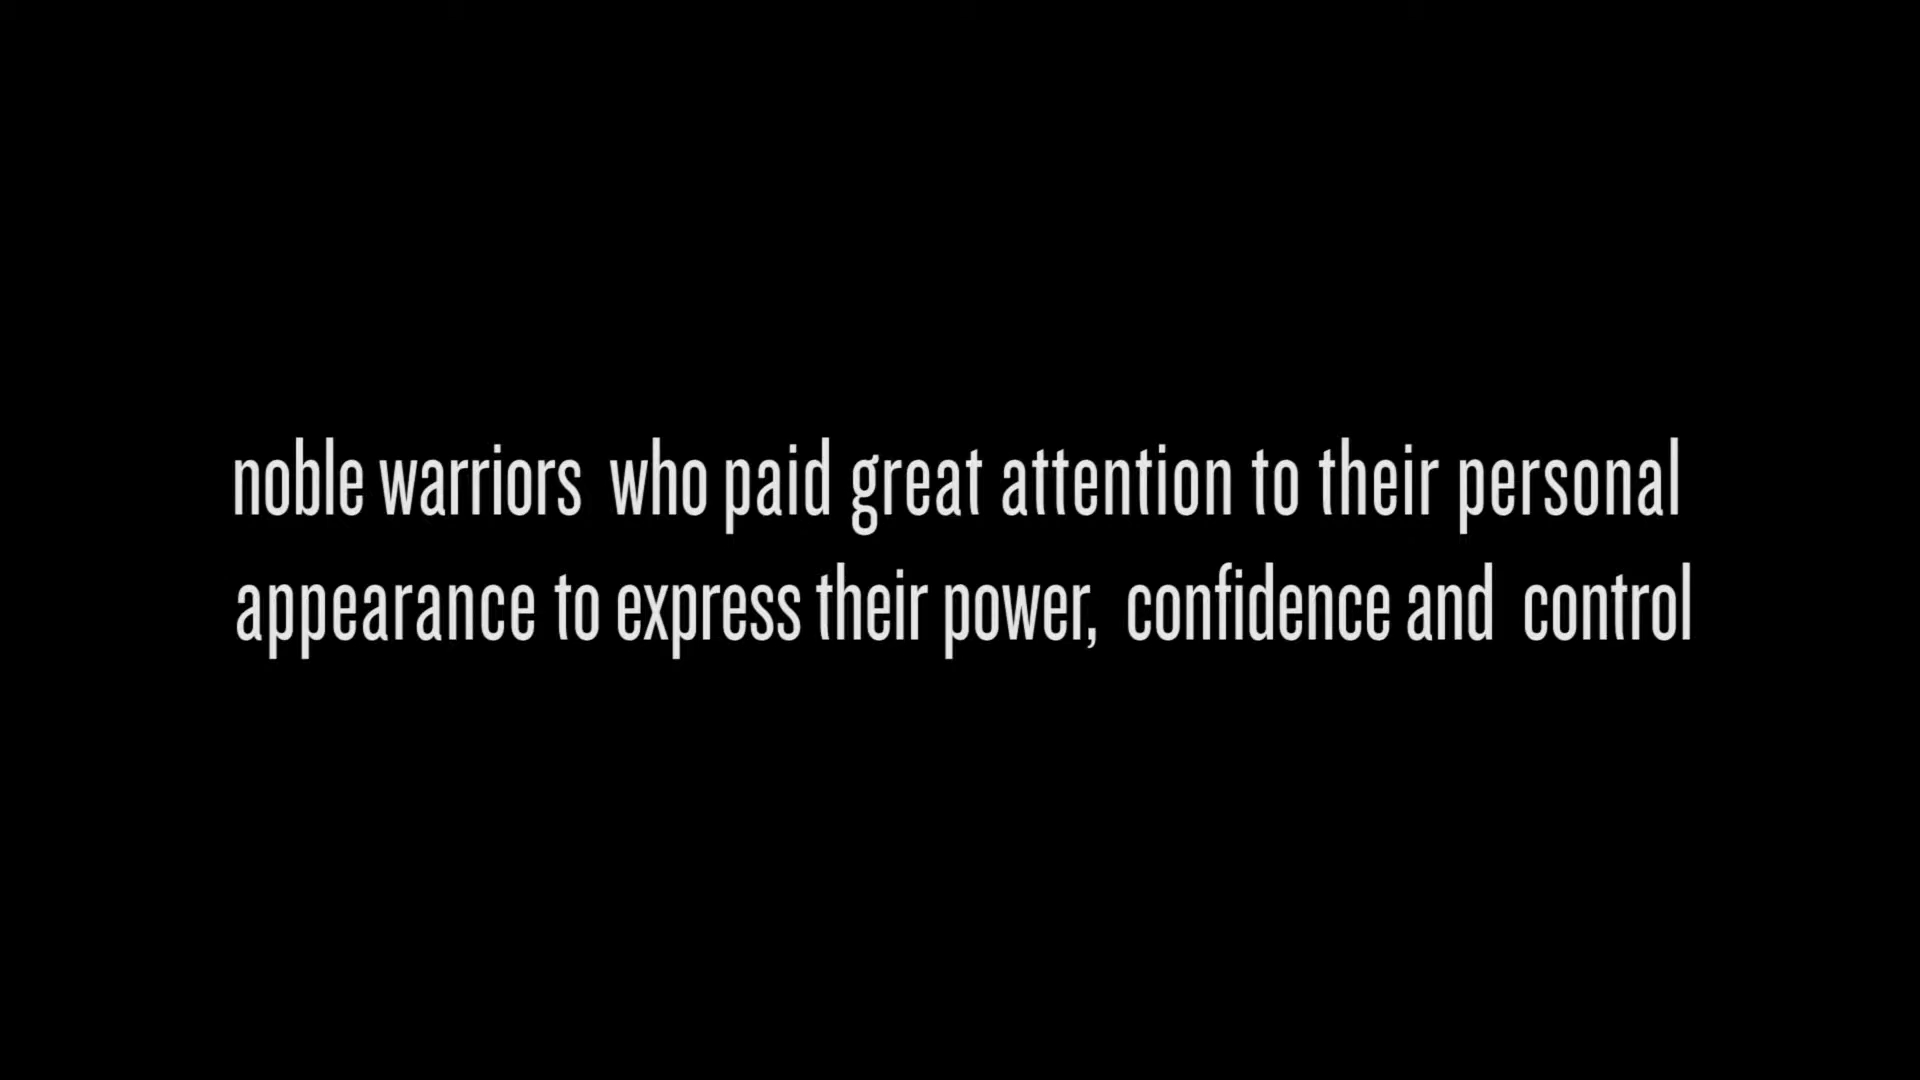 noble warriors who paid great attention to their personal
appearance to express their power, confidence and control